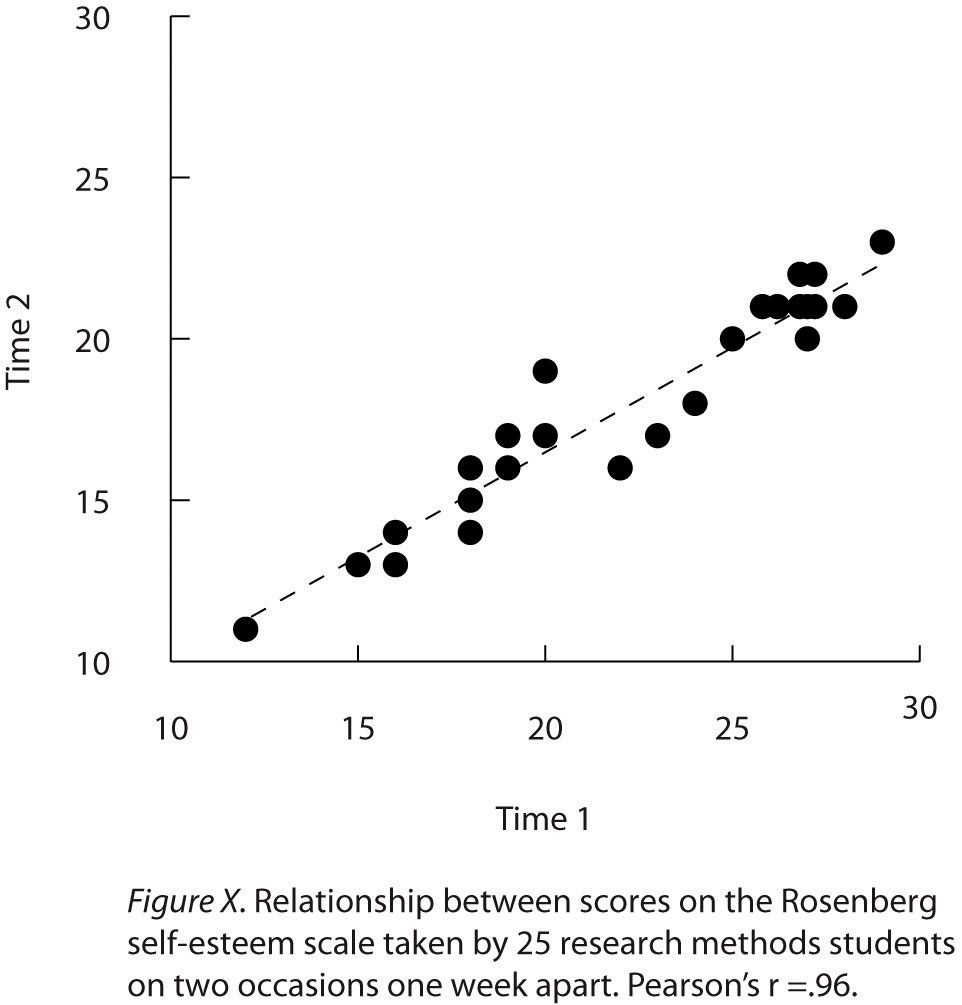 30
25
20
15
10
Time 2
10 15 20 25 30
Time 1
Figure X. Relationship between scores on the Rosenberg
self-esteem scale taken by 25 research methods students
on two occasions one week apart. Pearson’s r =.96.